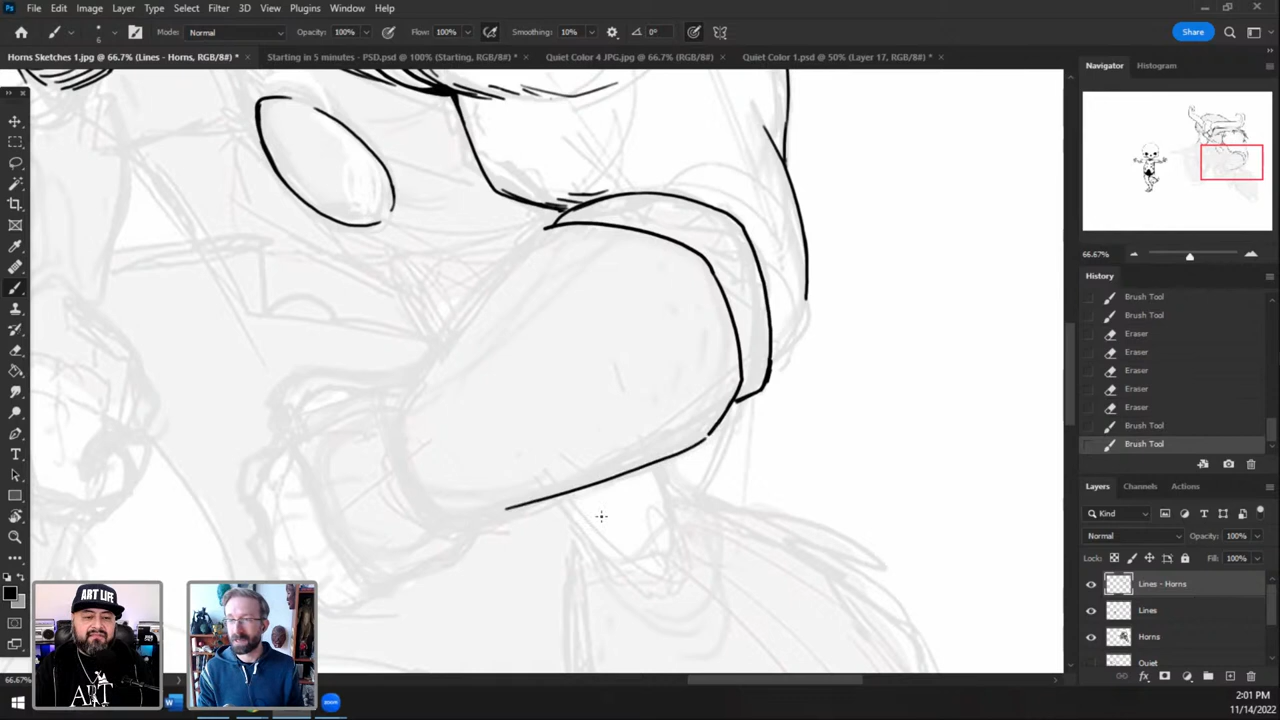 File Edit Image Layer Type Select Filter 3D View Plugins Window Help
6 Mode: Normal Opacity: 100% Flow: 100% Smoothing: 10% 0° Share
Horns Sketches 1.jpg @ 66.7% (Lines - Horns, RGB/8#) * Starting in 5 minutes - PSD.psd @ 100% (Starting, RGB/8#) * Quiet Color 4 JPG.jpg @ 66.7% (RGB/8#) Quiet Color 1.psd @ 50% (Layer 17, RGB/8#) *
Navigator Histogram
66.67%
History
Brush Tool
Brush Tool
Eraser
Eraser
Eraser
Eraser
Eraser
Brush Tool
Brush Tool
Layers Channels Actions
Kind
Normal Opacity: 100%
Lock: Fill: 100%
Lines - Horns
Lines
Horns
Quiet
66.67%
ART LIFE
ART
2:01 PM
11/14/2022